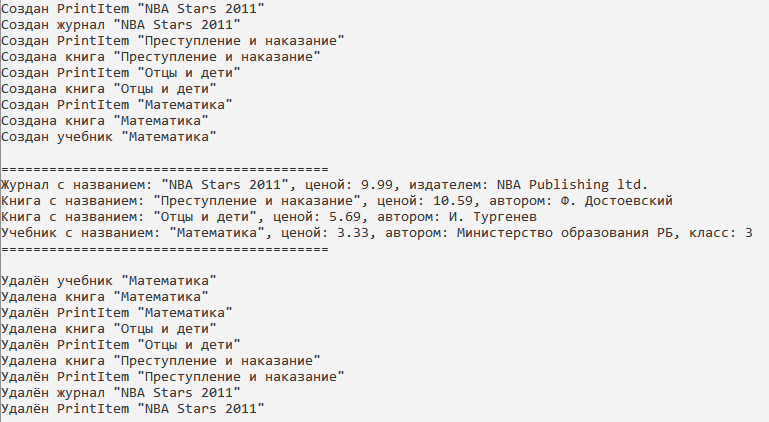 Создан PrintItem "NBA Stars 2011"
Создан журнал "NBA Stars 2011"
Создан PrintItem "Преступление и наказание"
Создана книга "Преступление и наказание"
Создан PrintItem "Отцы и дети"
Создана книга "Отцы и дети"
Создан PrintItem "Математика"
Создана книга "Математика"
Создан учебник "Математика"
=========================================
Журнал с названием: "NBA Stars 2011", ценой: 9.99, издателем: NBA Publishing ltd.
Книга с названием: "Преступление и наказание", ценой: 10.59, автором: Ф. Достоевский
Книга с названием: "Отцы и дети", ценой: 5.69, автором: И. Тургенев
Учебник с названием: "Математика", ценой: 3.33, автором: Министерство образования РБ, класс: 3
=========================================
Удалён учебник "Математика"
Удалена книга "Математика"
Удалён PrintItem "Математика"
Удалена книга "Отцы и дети"
Удалён PrintItem "Отцы и дети"
Удалена книга "Преступление и наказание"
Удалён PrintItem "Преступление и наказание"
Удалён журнал "NBA Stars 2011"
Удалён PrintItem "NBA Stars 2011"